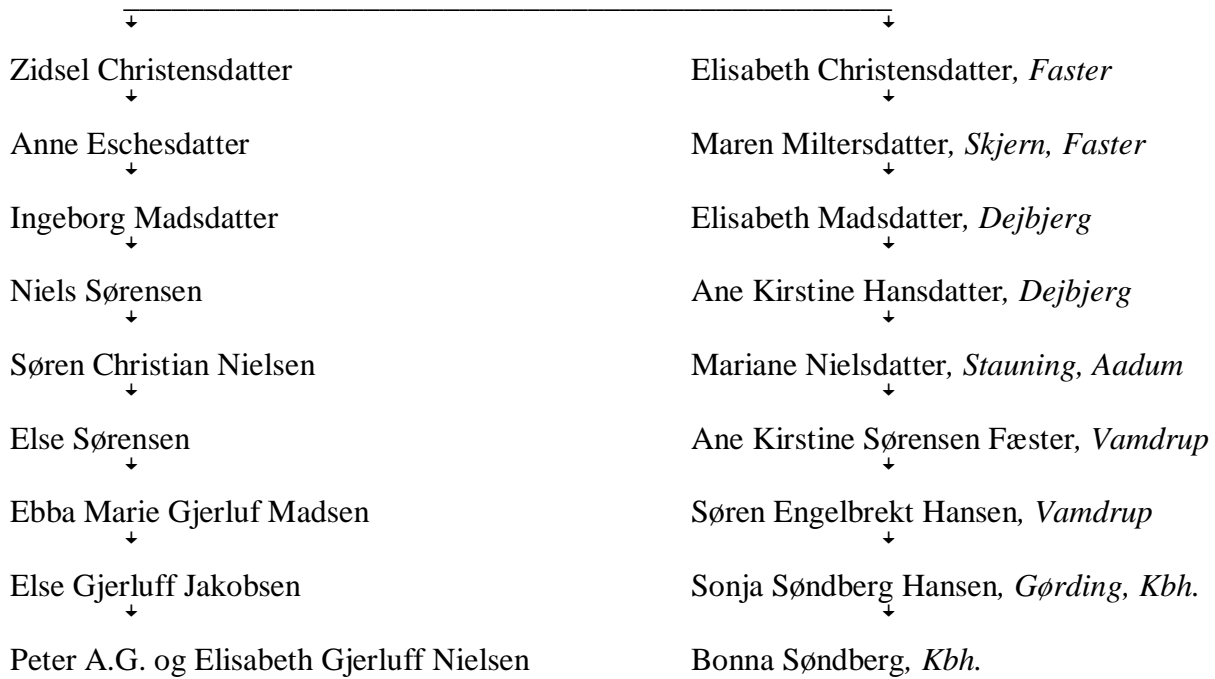 Zidsel Christensdatter Elisabeth Christensdatter, Faster
Anne Eschesdatter Maren Miltersdatter, Skjern, Faster
Ingeborg Madsdatter Elisabeth Madsdatter, Dejbjerg
Niels Sørensen Ane Kirstine Hansdatter, Dejbjerg
Søren Christian Nielsen Mariane Nielsdatter, Stauning, Aadum
Else Sørensen Ane Kirstine Sørensen Fæster, Vamdrup
Ebba Marie Gjerluf Madsen Søren Engelbrekt Hansen, Vamdrup
Else Gjerluff Jakobsen Sonja Søndberg Hansen, Gørding, Kbh.
Peter A.G. og Elisabeth Gjerluff Nielsen Bonna Søndberg, Kbh.